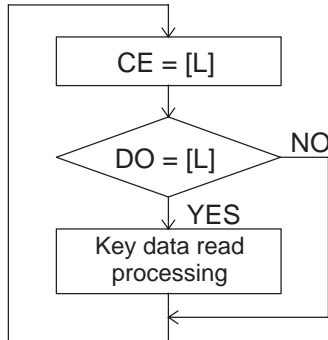 CE = [L]
DO = [L]
NO
YES
Key data read
processing